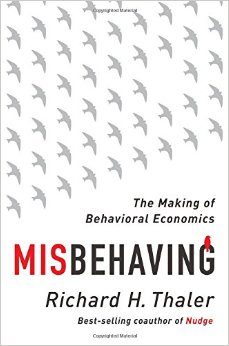 The Making of
Behavioral Economics
MISBEHAVING
Richard H. Thaler
Best-selling coauthor of Nudge